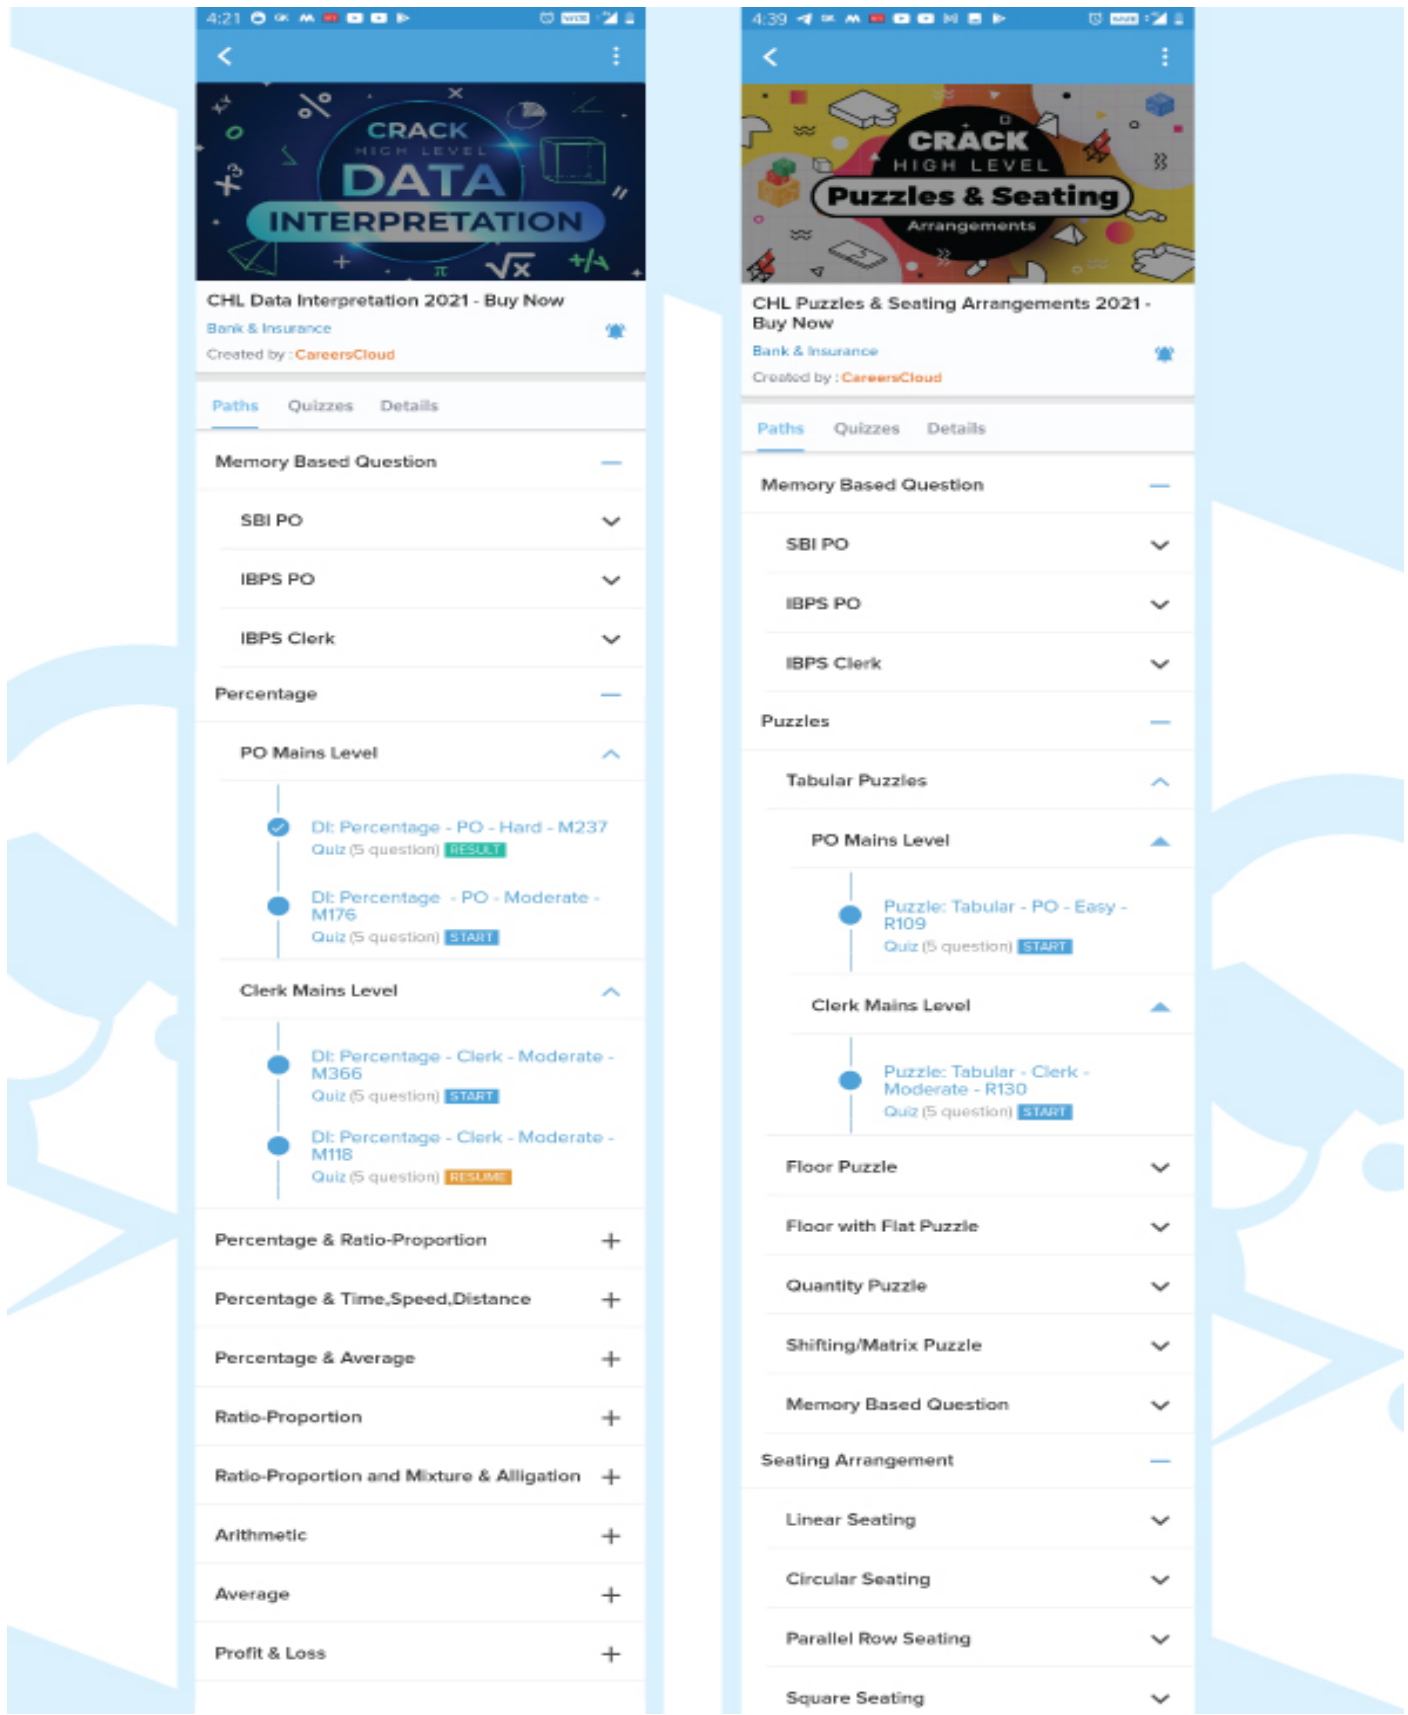 4:21
CRACK
HIGH LEVEL
DATA
INTERPRETATION
CHL Data Interpretation 2021 - Buy Now
Bank & Insurance
Created by : CareersCloud
Paths Quizzes Details
Memory Based Question
SBI PO
IBPS PO
IBPS Clerk
Percentage
PO Mains Level
DI: Percentage - PO - Hard - M237
Quiz (5 question) RESULT
DI: Percentage - PO - Moderate -
M176
Quiz (5 question) START
Clerk Mains Level
DI: Percentage - Clerk - Moderate -
M366
Quiz (5 question) START
DI: Percentage - Clerk - Moderate -
M118
Quiz (5 question) RESUME
Percentage & Ratio-Proportion
Percentage & Time,Speed,Distance
Percentage & Average
Ratio-Proportion
Ratio-Proportion and Mixture & Alligation
Arithmetic
Average
Profit & Loss
4:39
CRACK
HIGH LEVEL
Puzzles & Seating
Arrangements
CHL Puzzles & Seating Arrangements 2021 -
Buy Now
Bank & Insurance
Created by : CareersCloud
Paths Quizzes Details
Memory Based Question
SBI PO
IBPS PO
IBPS Clerk
Puzzles
Tabular Puzzles
PO Mains Level
Puzzle: Tabular - PO - Easy -
R109
Quiz (5 question) START
Clerk Mains Level
Puzzle: Tabular - Clerk -
Moderate - R130
Quiz (5 question) START
Floor Puzzle
Floor with Flat Puzzle
Quantity Puzzle
Shifting/Matrix Puzzle
Memory Based Question
Seating Arrangement
Linear Seating
Circular Seating
Parallel Row Seating
Square Seating